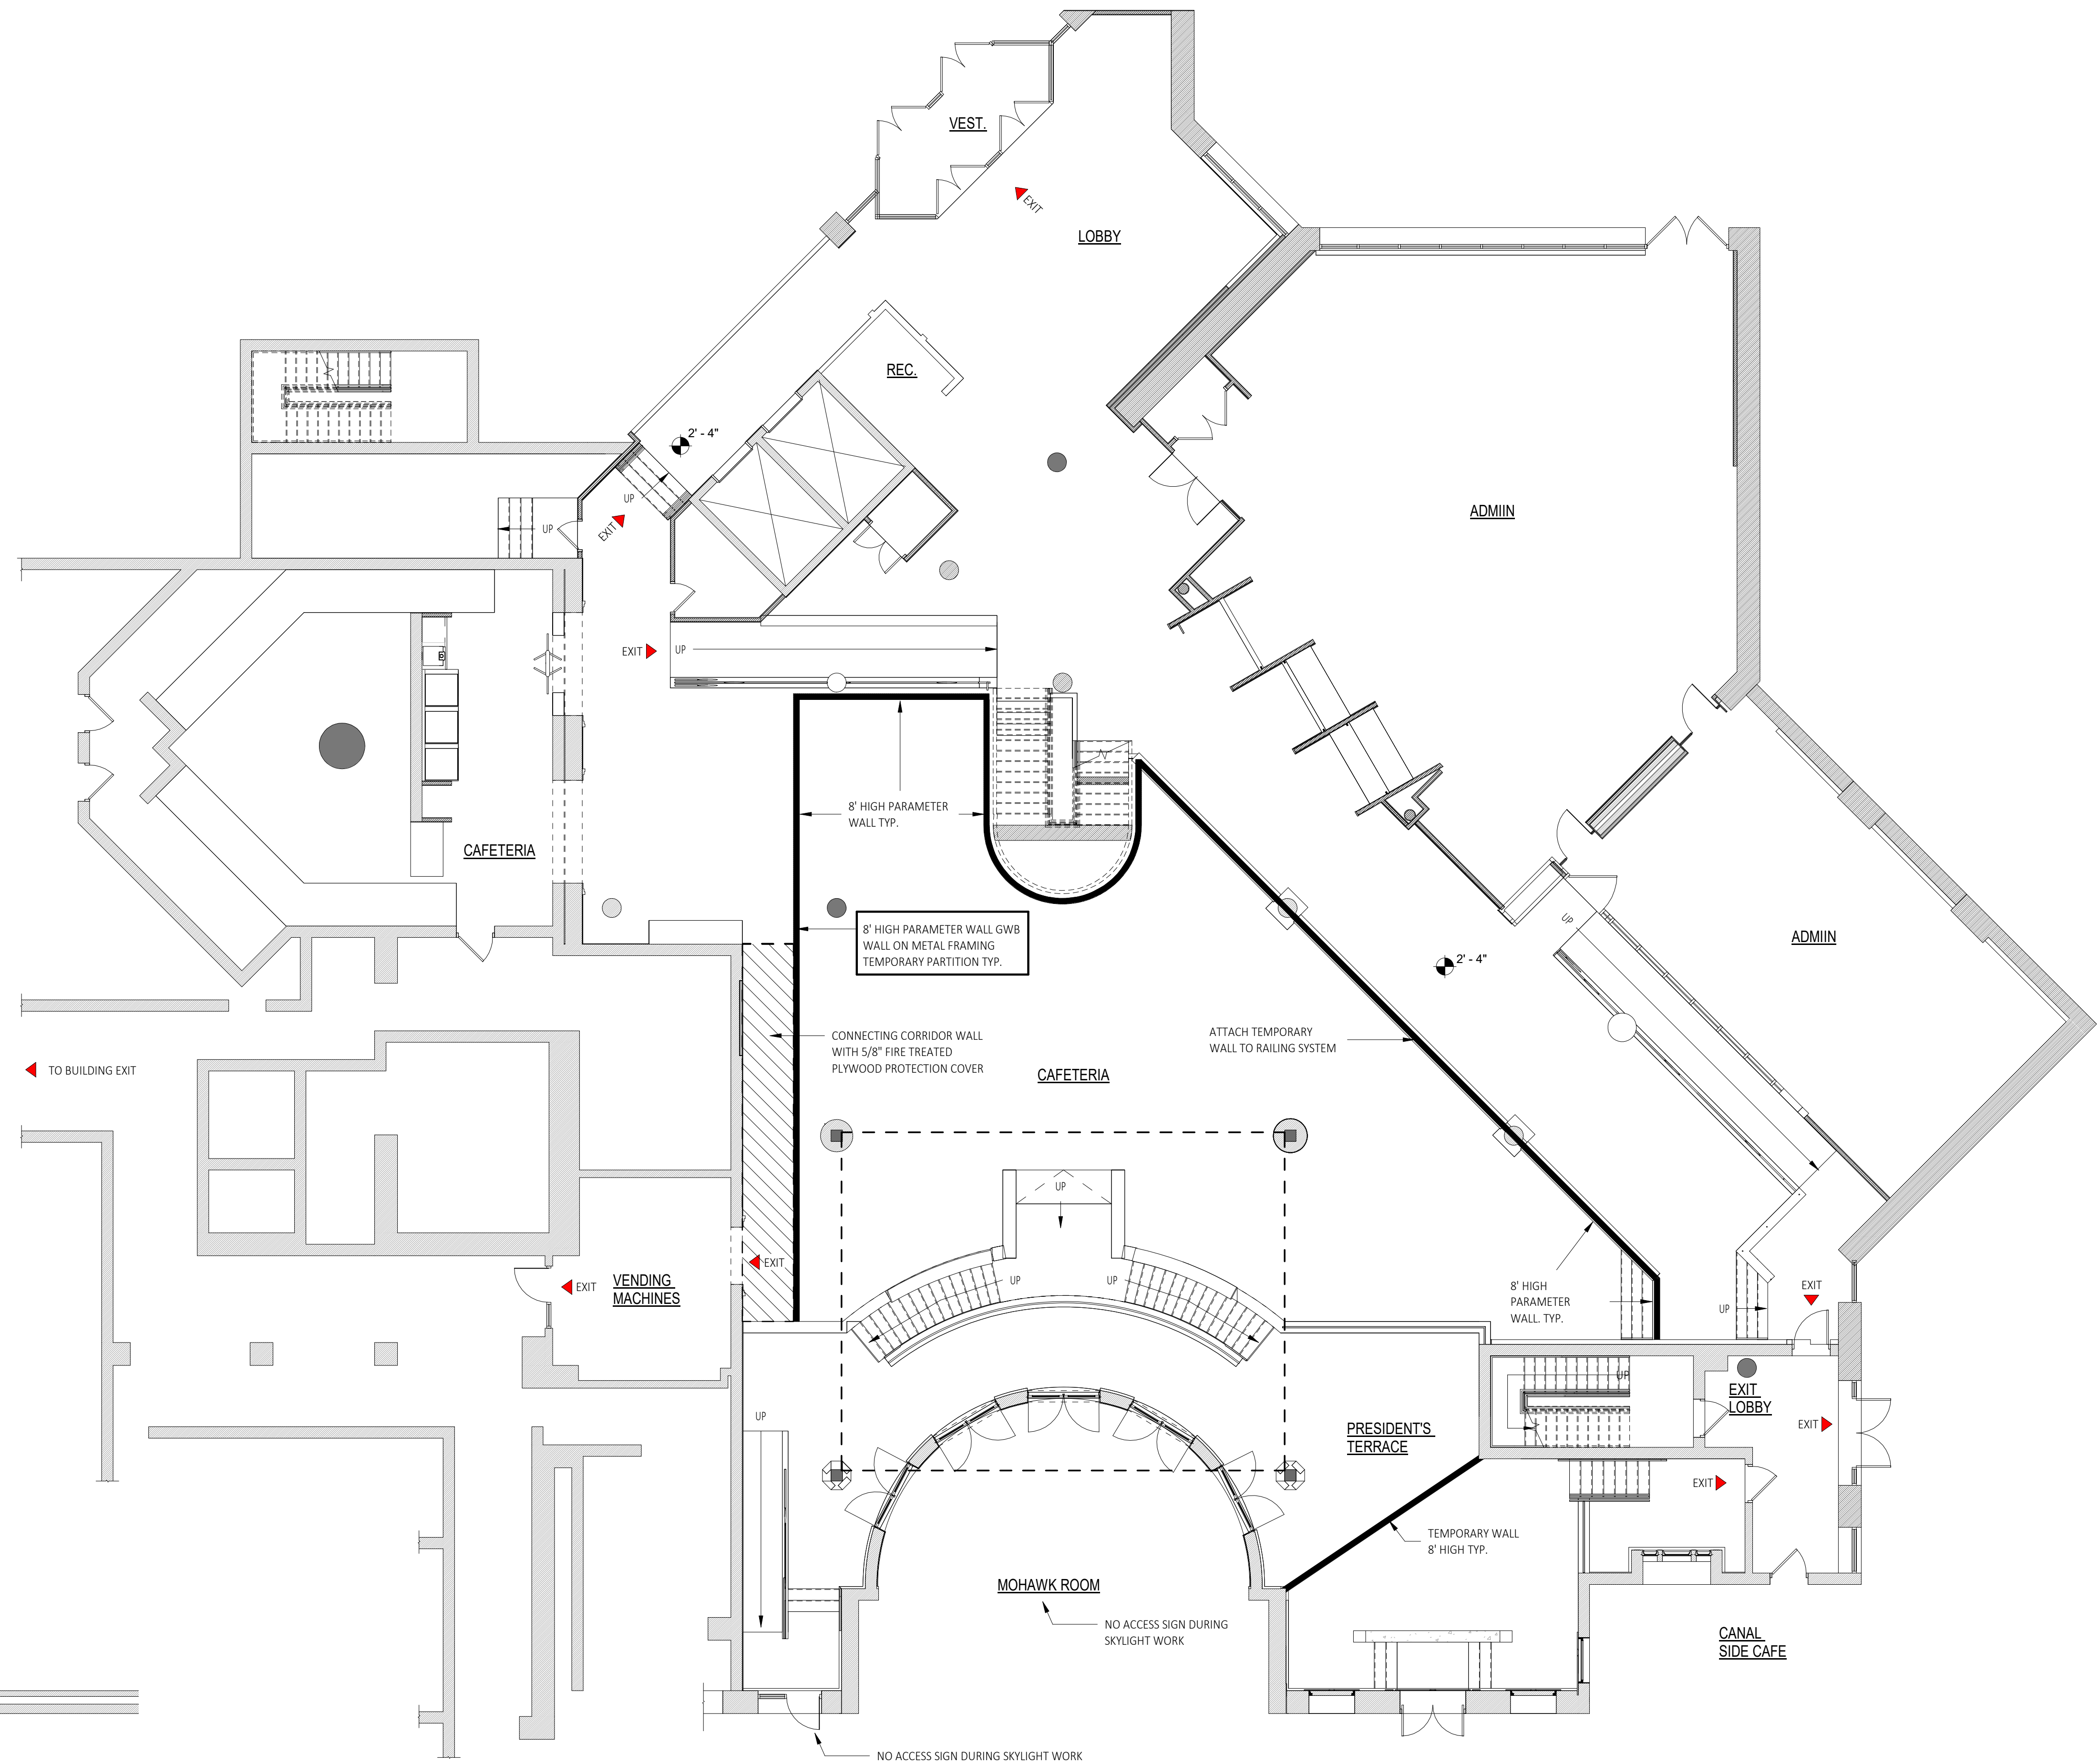 VEST.
EXIT
LOBBY
REC.
2' - 4"
UP
UP
EXIT
ADMIIN
EXIT
UP
8' HIGH PARAMETER
WALL TYP.
CAFETERIA
UP
8' HIGH PARAMETER WALL GWB
WALL ON METAL FRAMING
TEMPORARY PARTITION TYP.
ADMIIN
2' - 4"
CONNECTING CORRIDOR WALL
WITH 5/8" FIRE TREATED
PLYWOOD PROTECTION COVER
ATTACH TEMPORARY
WALL TO RAILING SYSTEM
TO BUILDING EXIT
CAFETERIA
UP
EXIT
EXIT
VENDING
MACHINES
UP
UP
8' HIGH
PARAMETER
WALL. TYP.
EXIT
UP
UP
EXIT
LOBBY
UP
PRESIDENT'S
TERRACE
EXIT
EXIT
TEMPORARY WALL
8' HIGH TYP.
MOHAWK ROOM
NO ACCESS SIGN DURING
SKYLIGHT WORK
CANAL
SIDE CAFE
NO ACCESS SIGN DURING SKYLIGHT WORK